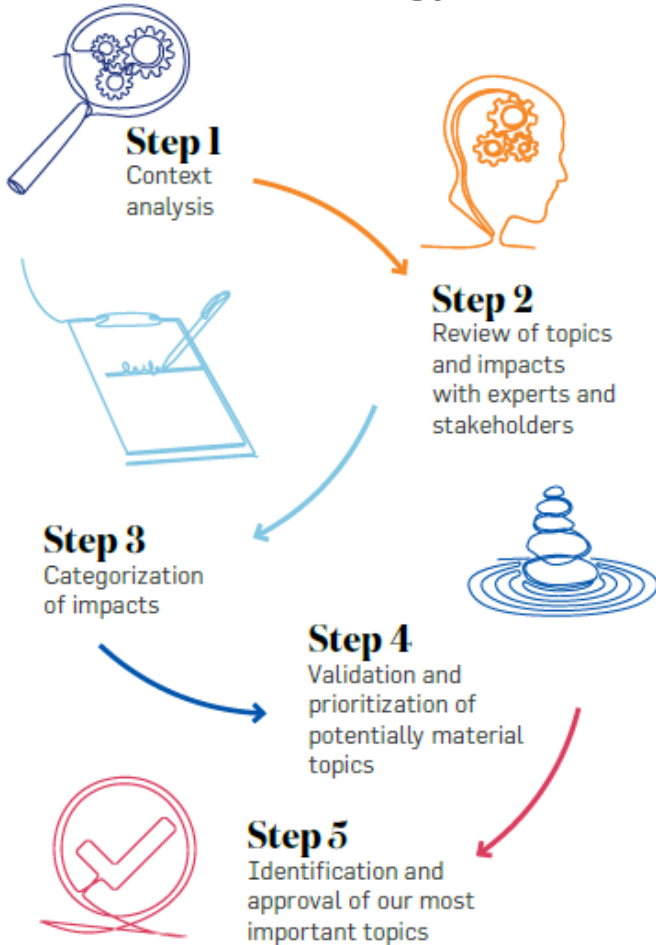 Step 1
Context
analysis
Step 2
Review of topics
and impacts
with experts and
stakeholders
Step 3
Categorization
of impacts
Step 4
Validation and
prioritization of
potentially material
topics
Step 5
Identification and
approval of our most
important topics